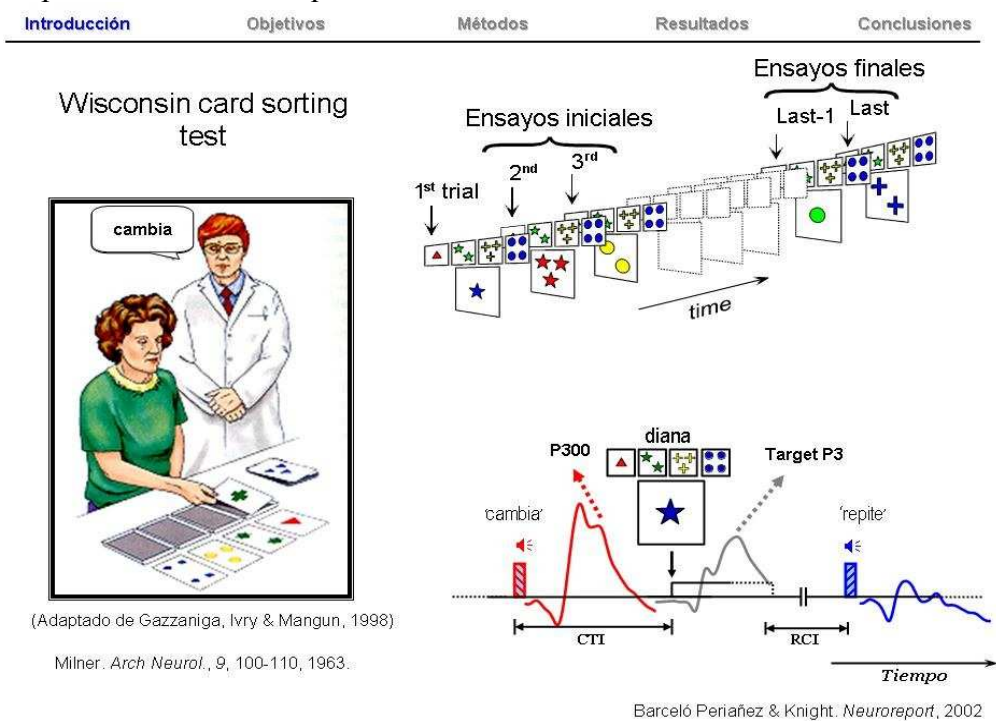 Introducción Objetivos Métodos Resultados Conclusiones
Wisconsin card sorting
test
cambia
(Adaptado de Gazzaniga, Ivry & Mangun, 1998)
Milner. Arch Neurol., 9, 100-110, 1963.
Ensayos finales
Last-1 Last
Ensayos iniciales
1st trial 2nd 3rd
time
P300 diana Target P3
'cambia' 'repite'
CTI RCI
Tiempo
Barceló Periañez & Knight. Neuroreport, 2002